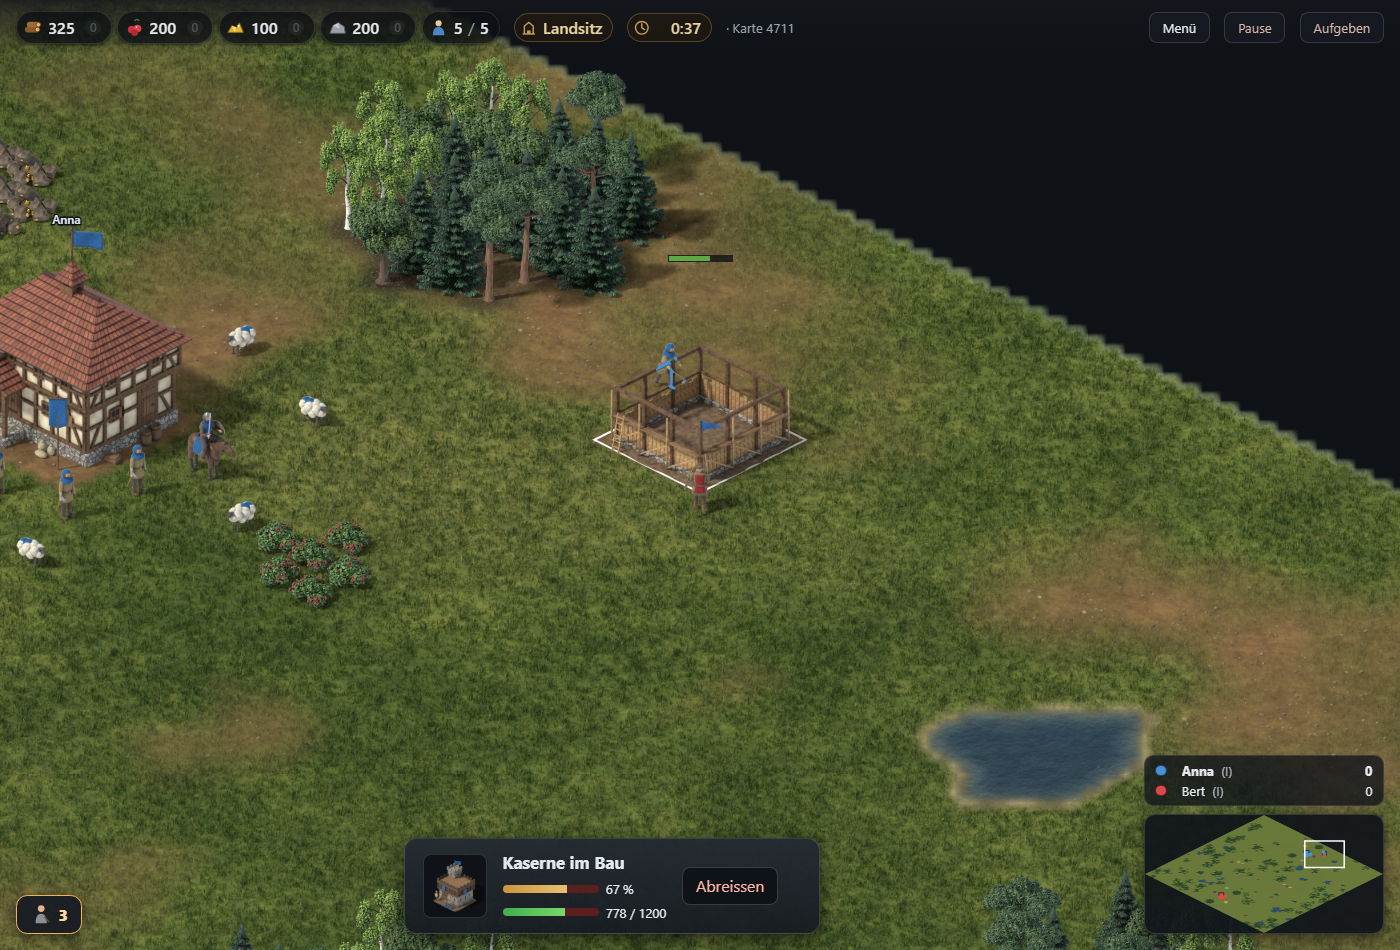 325 0
200 0
100 0
200 0
5 / 5
Landsitz
0:37
· Karte 4711
Menü
Pause
Aufgeben
Anna
Anna (I) 0
Bert (I) 0
Kaserne im Bau
67 %
778 / 1200
Abreissen
3